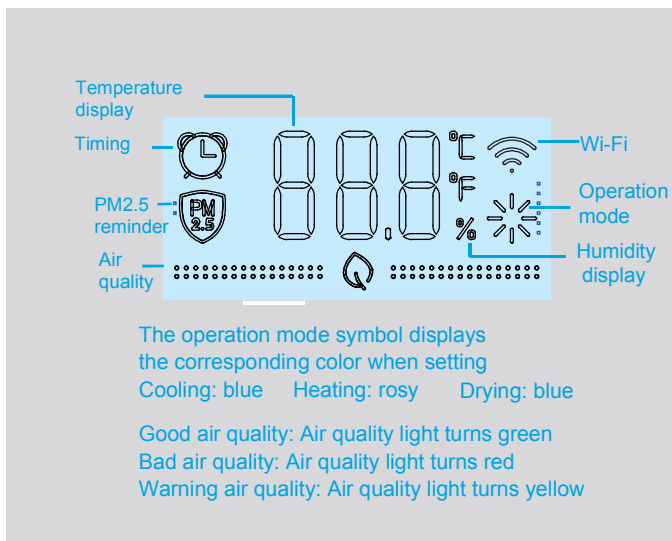 Temperature
display
Timing
°C
Wi-Fi
PM2.5
reminder
PM
2.5
°F
Operation
mode
%
Air
quality
Humidity
display
The operation mode symbol displays
the corresponding color when setting
Cooling: blue Heating: rosy Drying: blue
Good air quality: Air quality light turns green
Bad air quality: Air quality light turns red
Warning air quality: Air quality light turns yellow